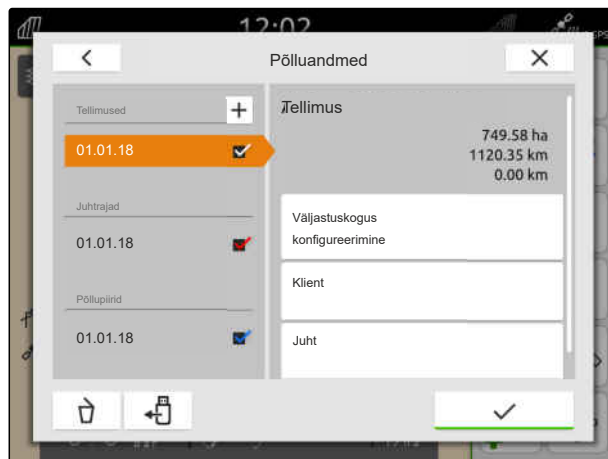 12:02
GPS
Põlluandmed
Tellimused
+
01.01.18
Juhtrajad
01.01.18
Põllupiirid
01.01.18
Tellimus
749.58 ha
1120.35 km
0.00 km
Väljastuskogus
konfigureerimine
Klient
Juht